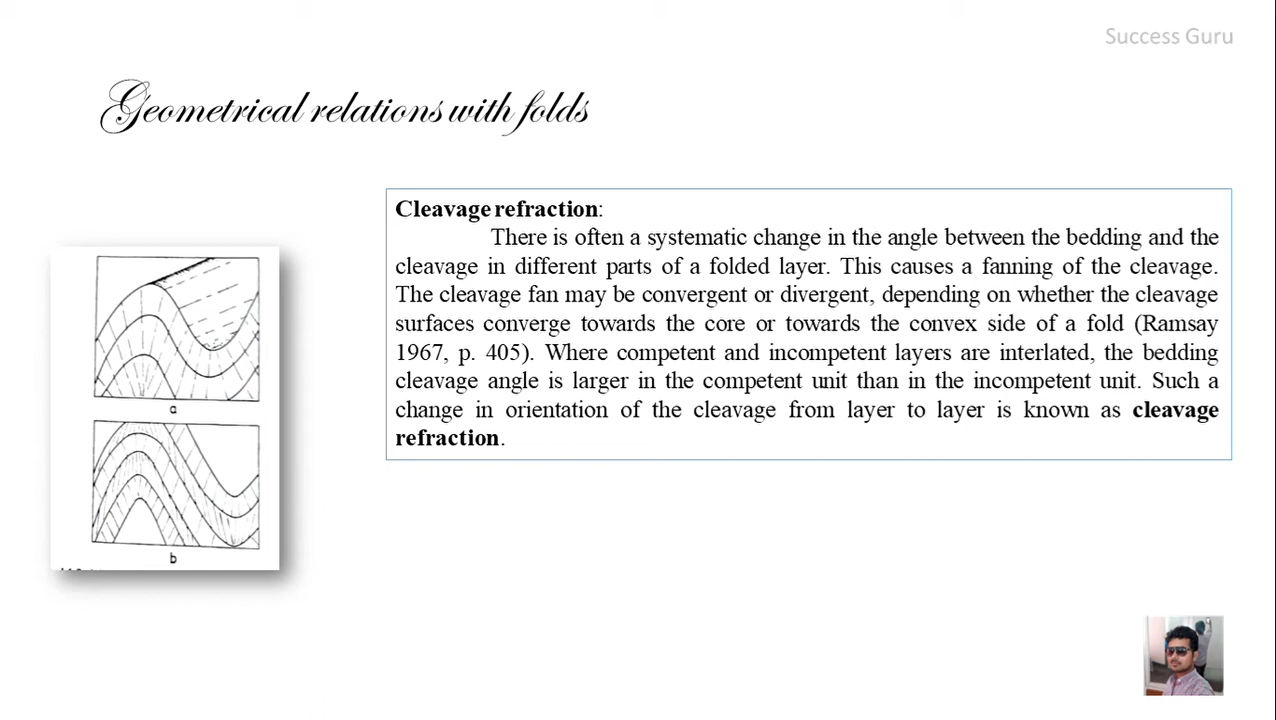 Success Guru
Geometrical relations with folds
Cleavage refraction:
There is often a systematic change in the angle between the bedding and the
cleavage in different parts of a folded layer. This causes a fanning of the cleavage.
The cleavage fan may be convergent or divergent, depending on whether the cleavage
surfaces converge towards the core or towards the convex side of a fold (Ramsay
1967, p. 405). Where competent and incompetent layers are interlated, the bedding
cleavage angle is larger in the competent unit than in the incompetent unit. Such a
change in orientation of the cleavage from layer to layer is known as cleavage
refraction.
a
b